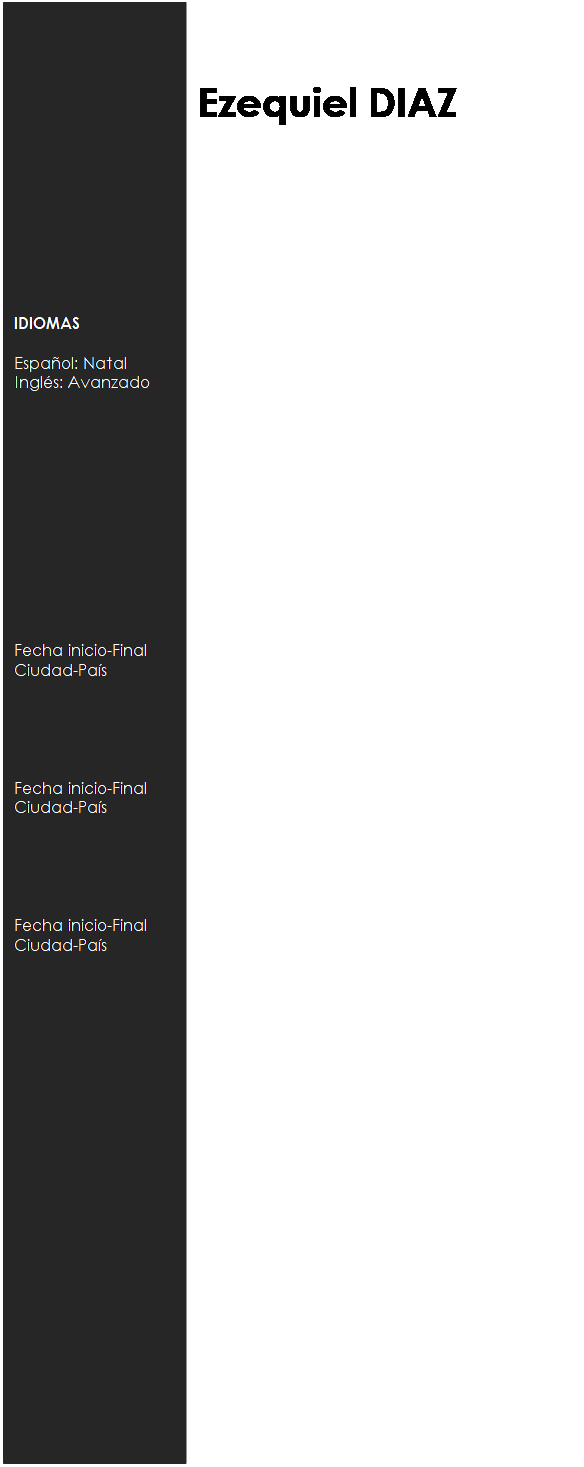 Ezequiel DIAZ
IDIOMAS
Español: Natal
Inglés: Avanzado
Fecha inicio-Final
Ciudad-País
Fecha inicio-Final
Ciudad-País
Fecha inicio-Final
Ciudad-País